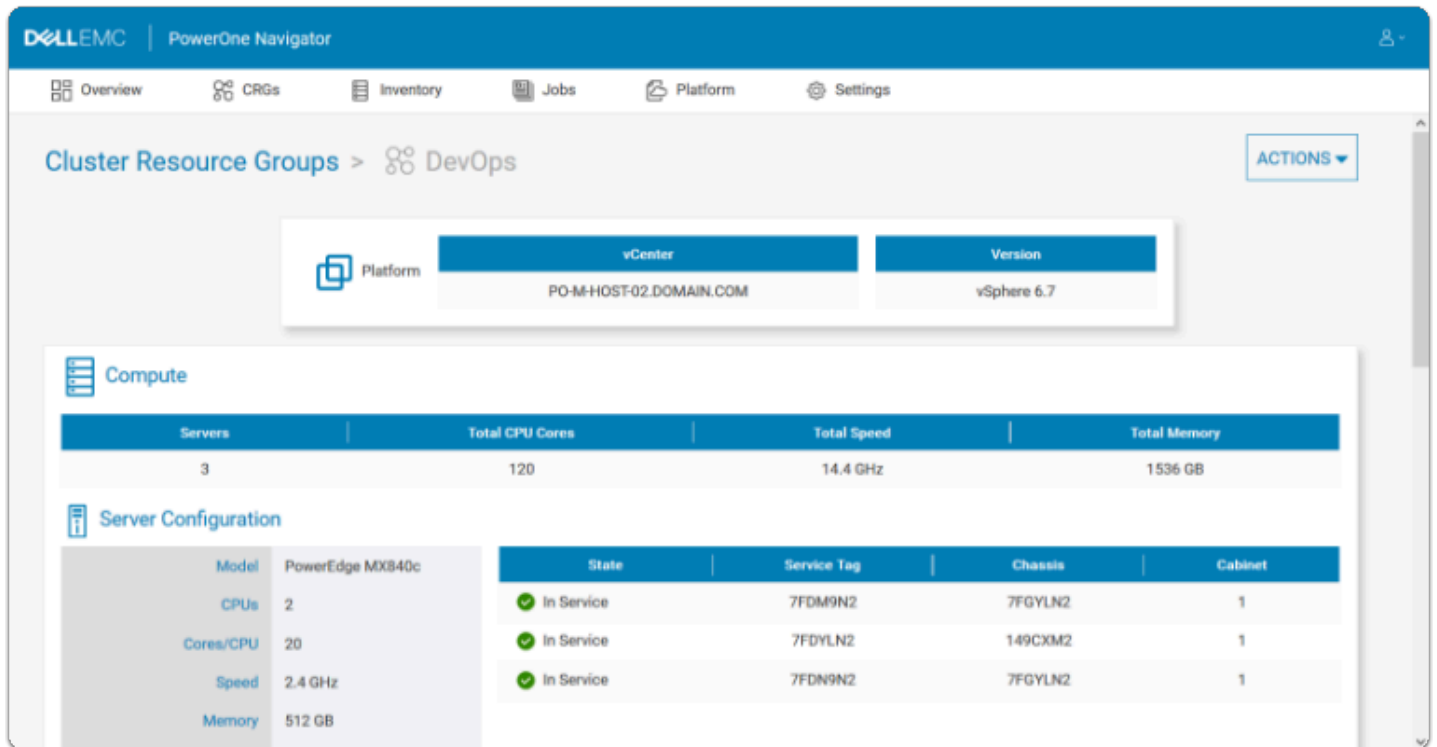 DELLEMC | PowerOne Navigator
Overview CRGs Inventory Jobs Platform Settings
Cluster Resource Groups > DevOps
ACTIONS
Platform
vCenter Version
PO-M-HOST-02.DOMAIN.COM vSphere 6.7
Compute
Servers Total CPU Cores Total Speed Total Memory
3 120 14.4 GHz 1536 GB
Server Configuration
Model PowerEdge MX840c
CPUs 2
Cores/CPU 20
Speed 2.4 GHz
Memory 512 GB
State Service Tag Chassis Cabinet
In Service 7FDM9N2 7FGYLN2 1
In Service 7FDYLN2 149CXM2 1
In Service 7FDN9N2 7FGYLN2 1